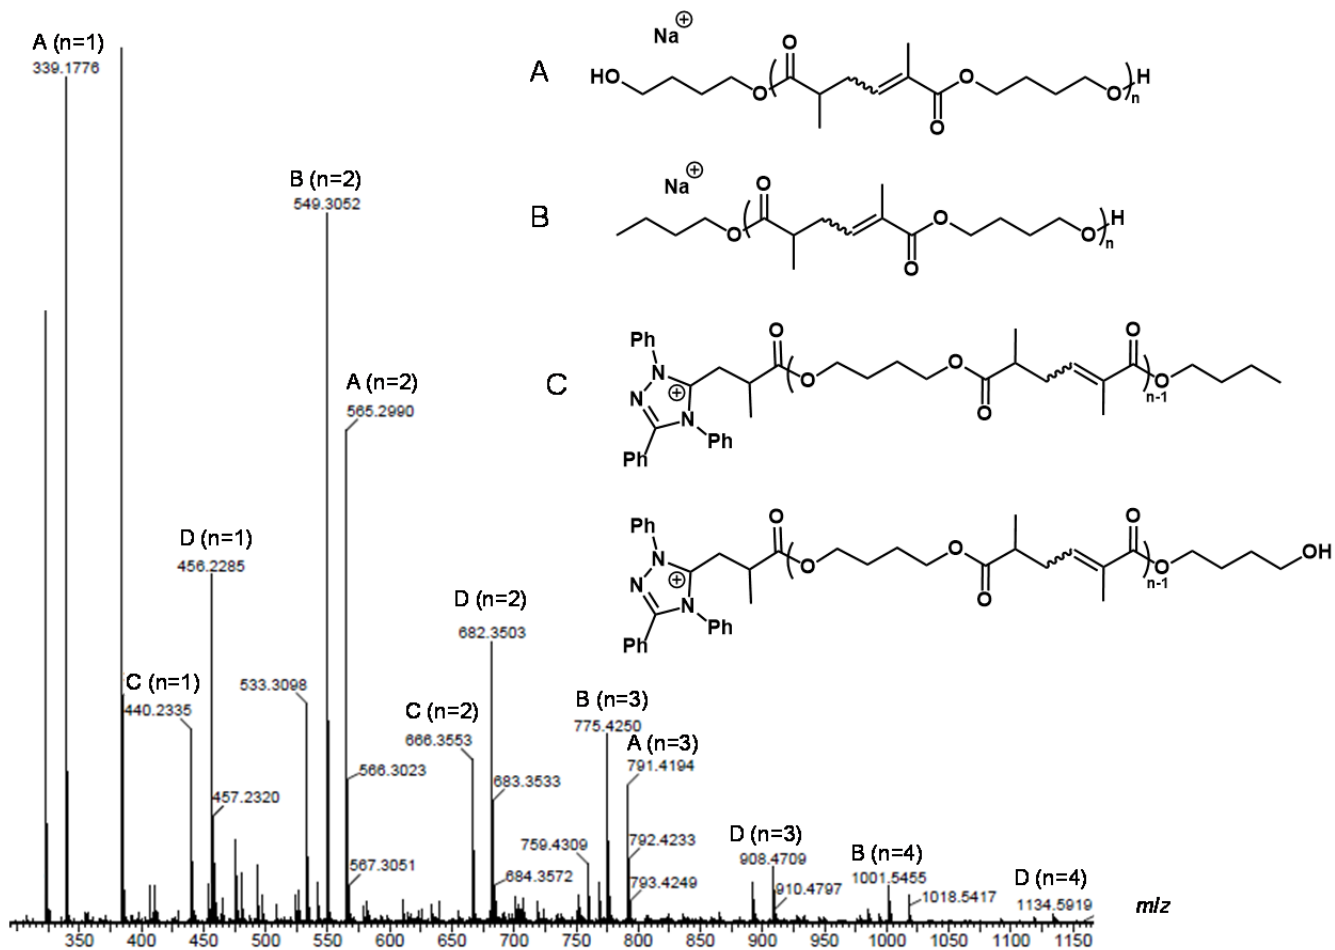 A (n=1)
339.1776
B (n=2)
549.3052
A (n=2)
565.2990
D (n=1)
456.2285
D (n=2)
682.3503
C (n=1)
440.2335
533.3098
C (n=2)
666.3553
B (n=3)
775.4250
A (n=3)
791.4194
566.3023
683.3533
457.2320
759.4309
792.4233
D (n=3)
908.4709
B (n=4)
1001.5455
567.3051
684.3572
793.4249
910.4797
1018.5417
D (n=4)
1134.5919
m/z
350 400 450 500 550 600 650 700 750 800 850 900 950 1000 1050 1100 1150
A
Na ⊕
HO
O
O
O
O
O
H
n
B
Na ⊕
O
O
O
O
O
H
n
C
Ph
N
N
⊕
N
Ph
Ph
O
O
O
O
O
O
n-1
Ph
N
N
⊕
N
Ph
Ph
O
O
O
O
O
O
n-1
OH